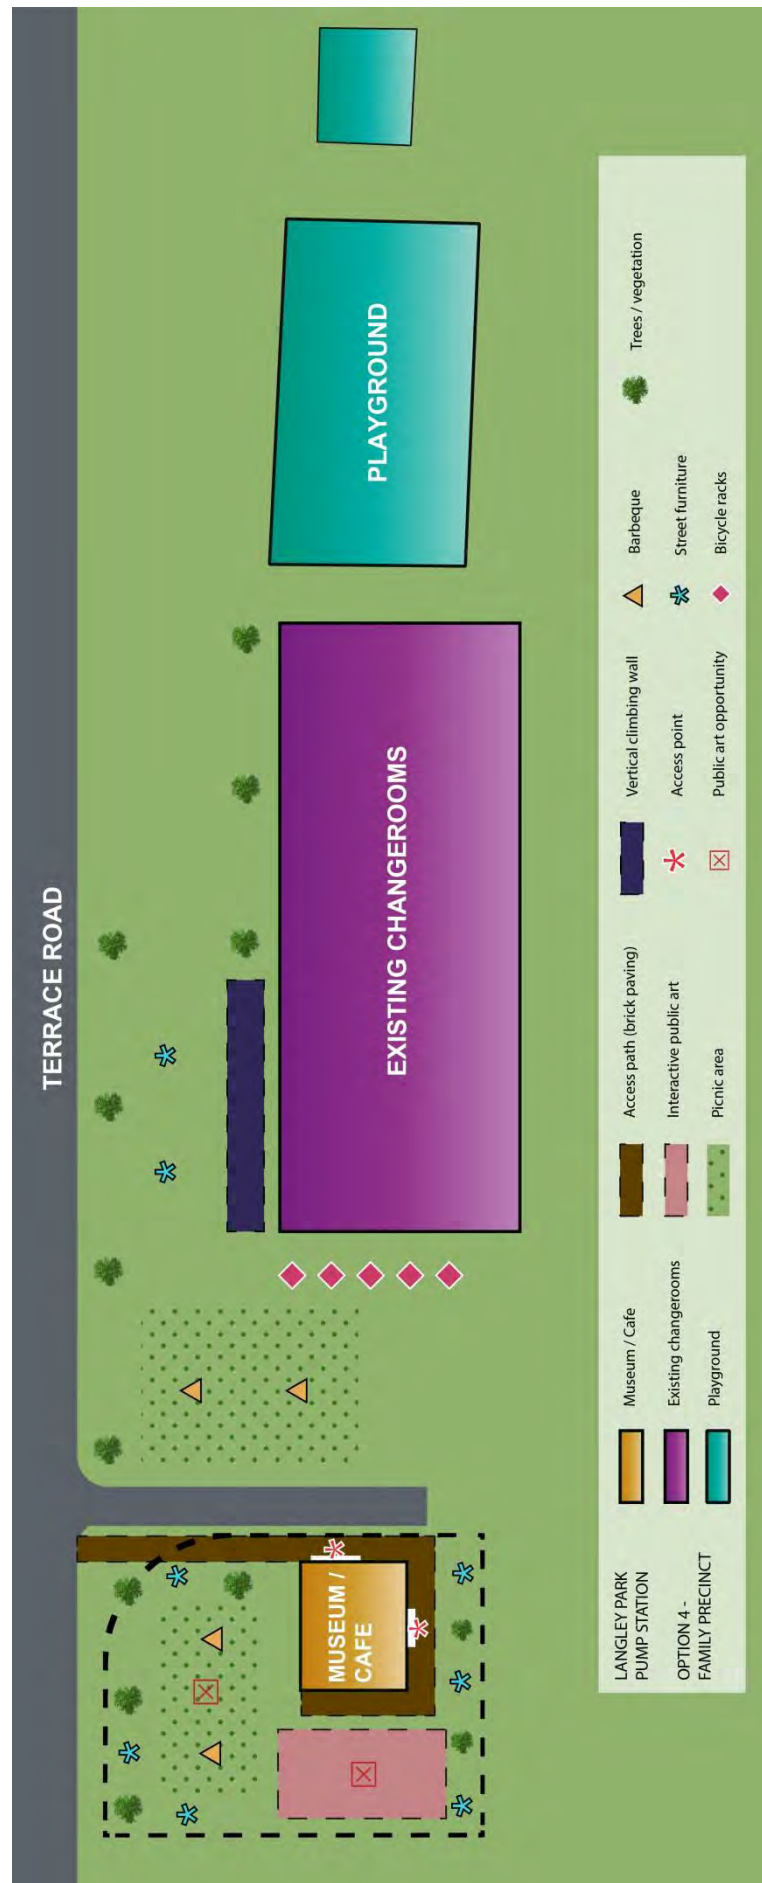 TERRACE ROAD
MUSEUM /
CAFE
EXISTING CHANGEROOMS
PLAYGROUND
LANGLEY PARK
PUMP STATION
OPTION 4 -
FAMILY PRECINCT
Museum / Cafe
Existing changerooms
Playground
Access path (brick paving)
Interactive public art
Picnic area
Vertical climbing wall
Access point
Public art opportunity
Barbeque
Street furniture
Bicycle racks
Trees / vegetation